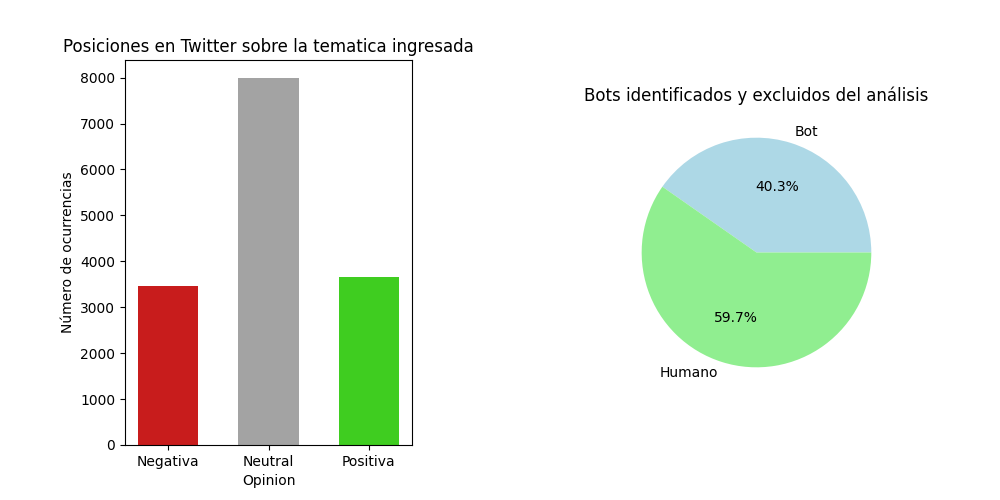 Posiciones en Twitter sobre la tematica ingresada
Número de ocurrencias
8000
7000
6000
5000
4000
3000
2000
1000
0
Negativa
Neutral
Positiva
Opinion
Bots identificados y excluidos del análisis
Bot
40.3%
59.7%
Humano